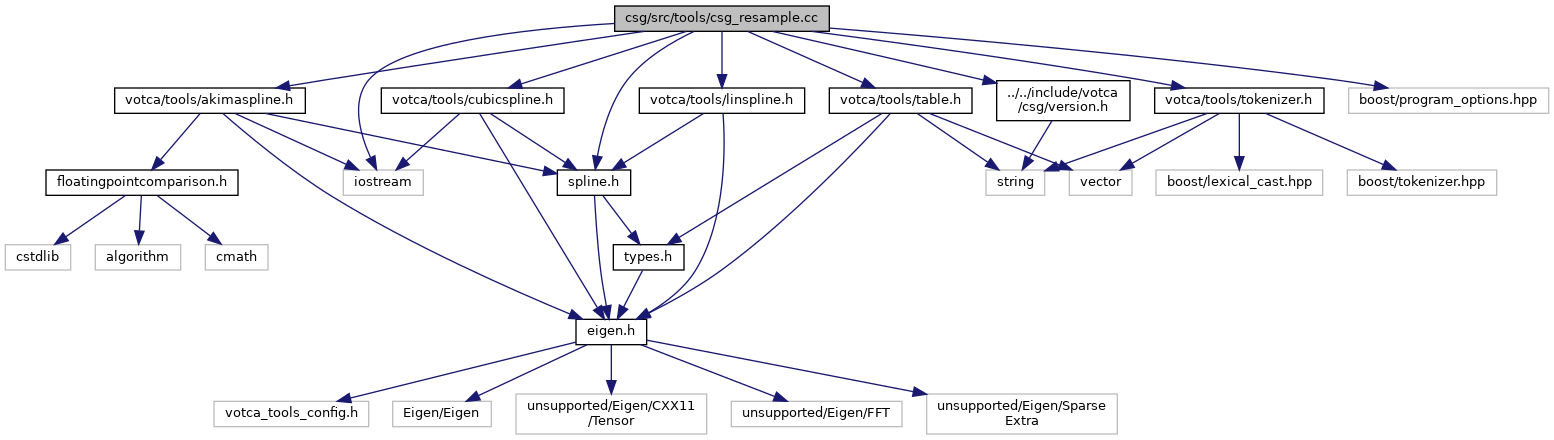 csg/src/tools/csg_resample.cc
votca/tools/akimaspline.h
votca/tools/cubicspline.h
votca/tools/linspline.h
votca/tools/table.h
../../include/votca
/csg/version.h
votca/tools/tokenizer.h
boost/program_options.hpp
floatingpointcomparison.h
iostream
spline.h
string
vector
boost/lexical_cast.hpp
boost/tokenizer.hpp
cstdlib
algorithm
cmath
types.h
eigen.h
votca_tools_config.h
Eigen/Eigen
unsupported/Eigen/CXX11
/Tensor
unsupported/Eigen/FFT
unsupported/Eigen/Sparse
Extra